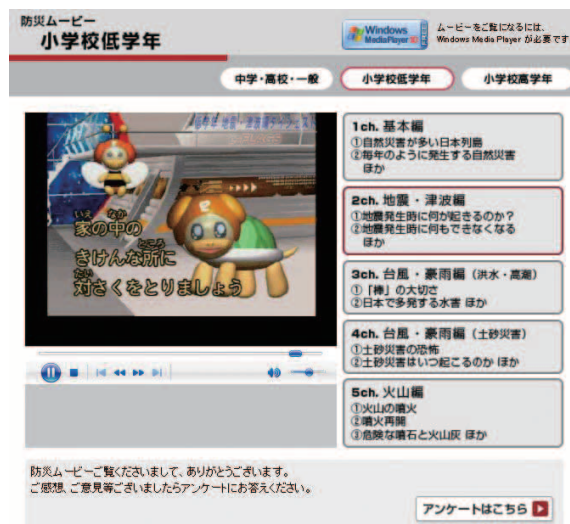 防災ムービー
小学校低学年
Windows
MediaPlayer
ムービーをご覧になるには、
Windows Media Player が必要です
中学・高校・一般
小学校低学年
小学校高学年
1ch. 基本編
①自然災害が多い日本列島
②毎年のように発生する自然災害
ほか
2ch. 地震・津波編
①地震発生時に何が起きるのか？
②地震発生時に何もできなくなる
ほか
3ch. 台風・豪雨編（洪水・高潮）
①「棒」の大切さ
②日本で多発する水害 ほか
4ch. 台風・豪雨編（土砂災害）
①土砂災害の恐怖
②土砂災害はいつ起こるのか ほか
5ch. 火山編
①火山の噴火
②噴火再開
③危険な噴石と火山灰 ほか
いえ なか
家の中の
ところ
きけんな所に
たい
対さくをとりましょう
防災ムービーご覧くださいまして、ありがとうございます。
ご感想、ご意見等ございましたらアンケートにお答えください。
アンケートはこちら